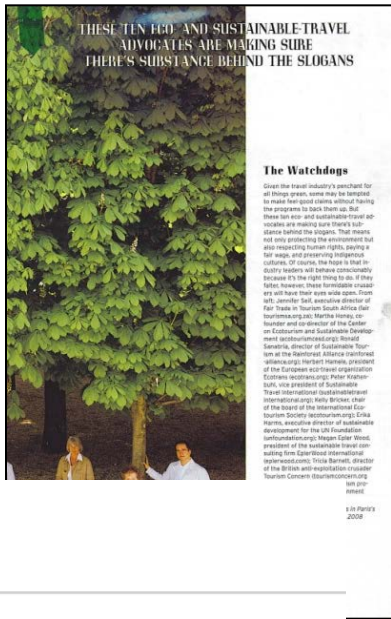 THESE TEN ECO- AND SUSTAINABLE-TRAVEL
ADVOCATES ARE MAKING SURE
THERE'S SUBSTANCE BEHIND THE SLOGANS
The Watchdogs
Given the travel industry's penchant for
all things green, some may be tempted
to make feel-good claims without having
the programs to back them up. But
these ten eco- and sustainable-travel ad-
vocates are making sure there's sub-
stance behind the slogans. That means
not only protecting the environment but
also respecting human rights, paying a
fair wage, and preserving indigenous
cultures. Of course, the hope is that in-
dustry leaders will behave conscionably
because it's the right thing to do. If they
falter, however, these formidable crusad-
ers will have their eyes wide open. From
left: Jennifer Seif, executive director of
Fair Trade in Tourism South Africa (fair
tourismsa.org.za); Martha Honey, co-
founder and co-director of the Center
on Ecotourism and Sustainable Develop-
ment (ecotourismcesd.org); Ronald
Sanabria, director of Sustainable Tour-
ism at the Rainforest Alliance (rainforest
-alliance.org); Herbert Hamele, president
of the European eco-travel organization
Ecotrans (ecotrans.org); Peter Krahen-
buhl, vice president of Sustainable
Travel International (sustainabletravel
international.org); Kelly Bricker, chair
of the board of the International Eco-
tourism Society (ecotourism.org); Erika
Harms, executive director of sustainable
development for the UN Foundation
(unfoundation.org); Megan Epler Wood,
president of the sustainable travel con-
sulting firm EplerWood International
(eplerwood.com); Tricia Barnett, director
of the British anti-exploitation crusader
Tourism Concern (tourismconcern.org
pro-
nment
s in Paris's
2008